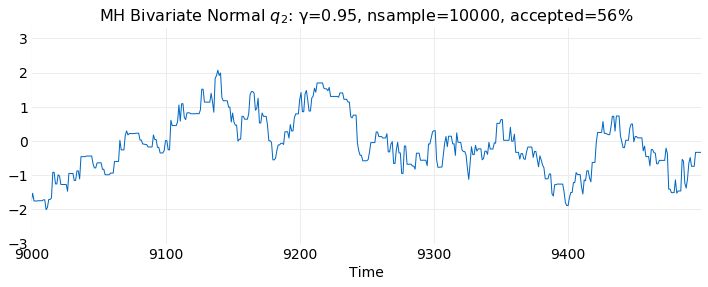 MH Bivariate Normal q₂: γ=0.95, nsample=10000, accepted=56%
3
2
1
0
−1
−2
−3
9000 9100 9200 9300 9400
Time